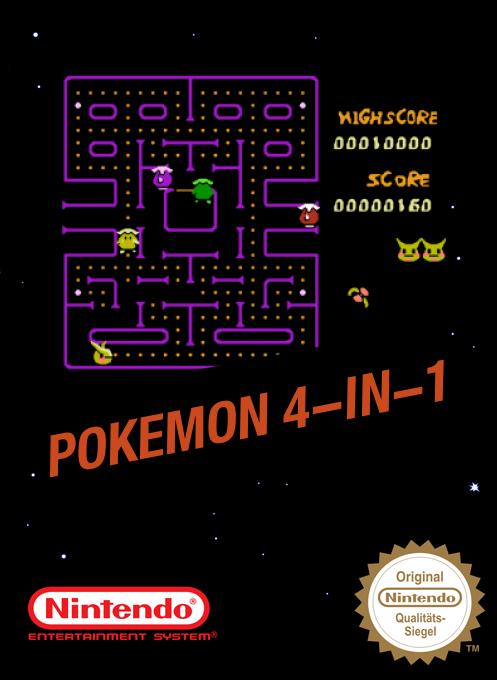 HIGHSCORE
00010000
SCORE
00000160
POKEMON 4-IN-1
Nintendo®
ENTERTAINMENT SYSTEM®
Original
Nintendo
Qualitäts-
Siegel
TM